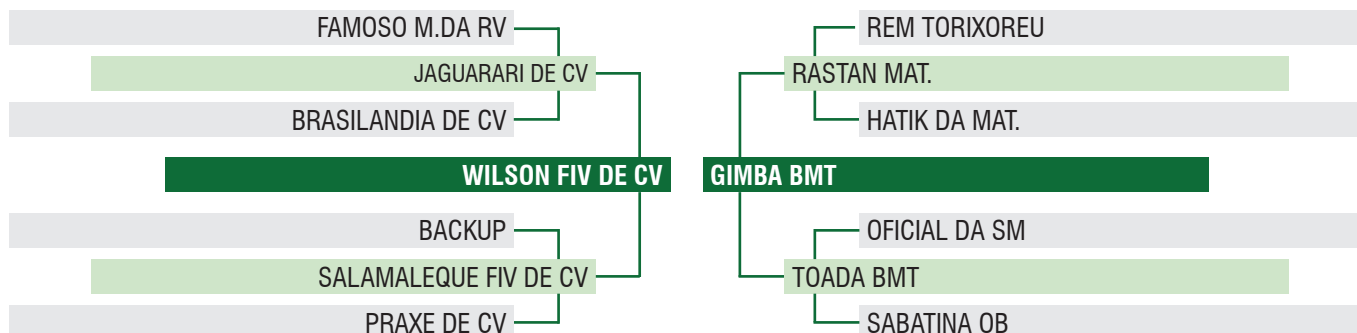 FAMOSO M.DA RV
JAGUARARI DE CV
BRASILANDIA DE CV
WILSON FIV DE CV
BACKUP
SALAMALEQUE FIV DE CV
PRAXE DE CV
REM TORIXOREU
RASTAN MAT.
HATIK DA MAT.
GIMBA BMT
OFICIAL DA SM
TOADA BMT
SABATINA OB